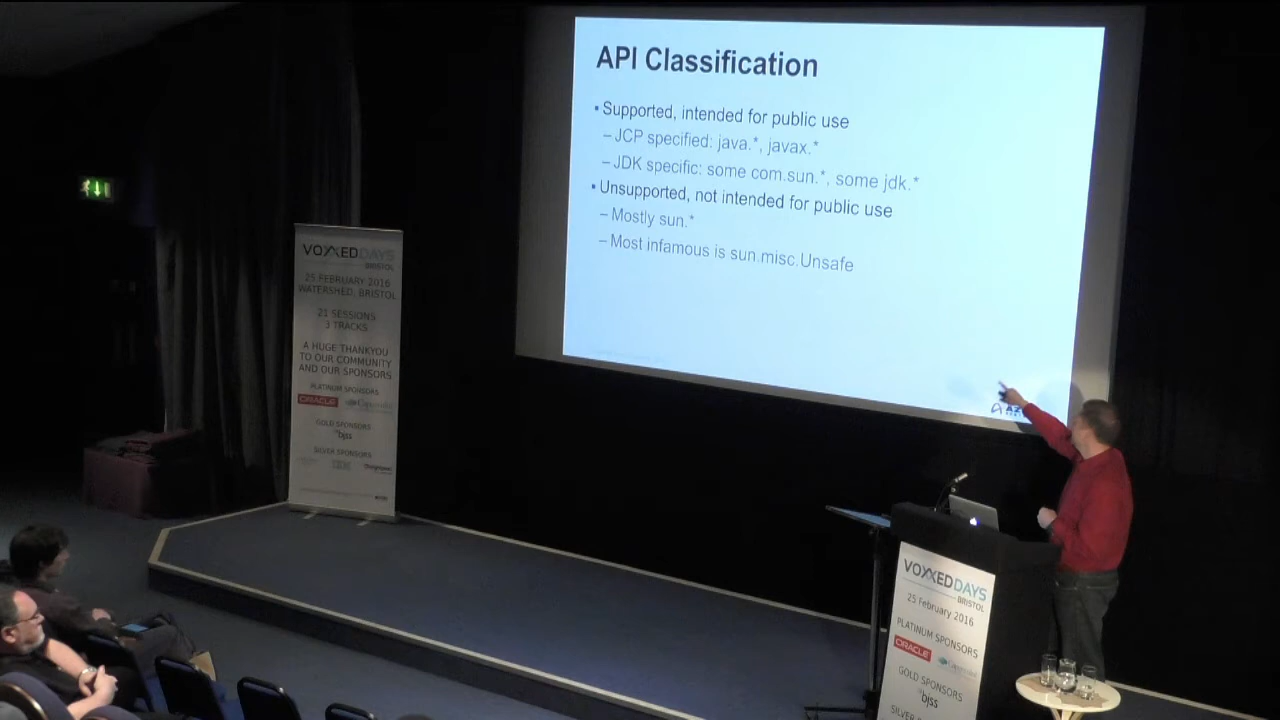 API Classification
▪ Supported, intended for public use
– JCP specified: java.*, javax.*
– JDK specific: some com.sun.*, some jdk.*
▪ Unsupported, not intended for public use
– Mostly sun.*
– Most infamous is sun.misc.Unsafe
VOXXEDDAYS
BRISTOL
25 FEBRUARY 2016
WATERSHED, BRISTOL
21 SESSIONS
3 TRACKS
A HUGE THANKYOU
TO OUR COMMUNITY
AND OUR SPONSORS
PLATINUM SPONSORS
ORACLE
GOLD SPONSORS
bjss
SILVER SPONSORS
IBM
VOXXEDDAYS
BRISTOL
25 February 2016
PLATINUM SPONSORS
ORACLE
GOLD SPONSORS
bjss
SILVER